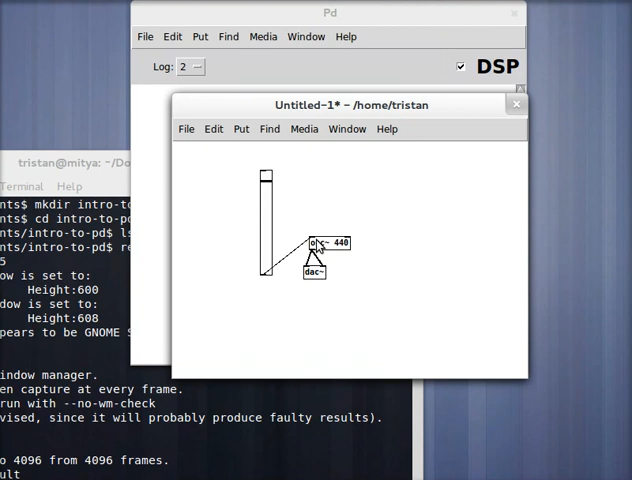 Pd
File Edit Put Find Media Window Help
Log: 2
DSP
Untitled-1* - /home/tristan
File Edit Put Find Media Window Help
440
dac~
tristan@mitya: ~/Do
Terminal Help
nts$ mkdir intro-to
nts$ cd intro-to-pd
nts/intro-to-pd$ ls
nts/intro-to-pd$ re
5
ow is set to:
Height:600
dow is set to:
Height:608
pears to be GNOME S
indow manager.
en capture at every frame.
run with --no-wm-check
vised, since it will probably produce faulty results).
o 4096 from 4096 frames.
ult